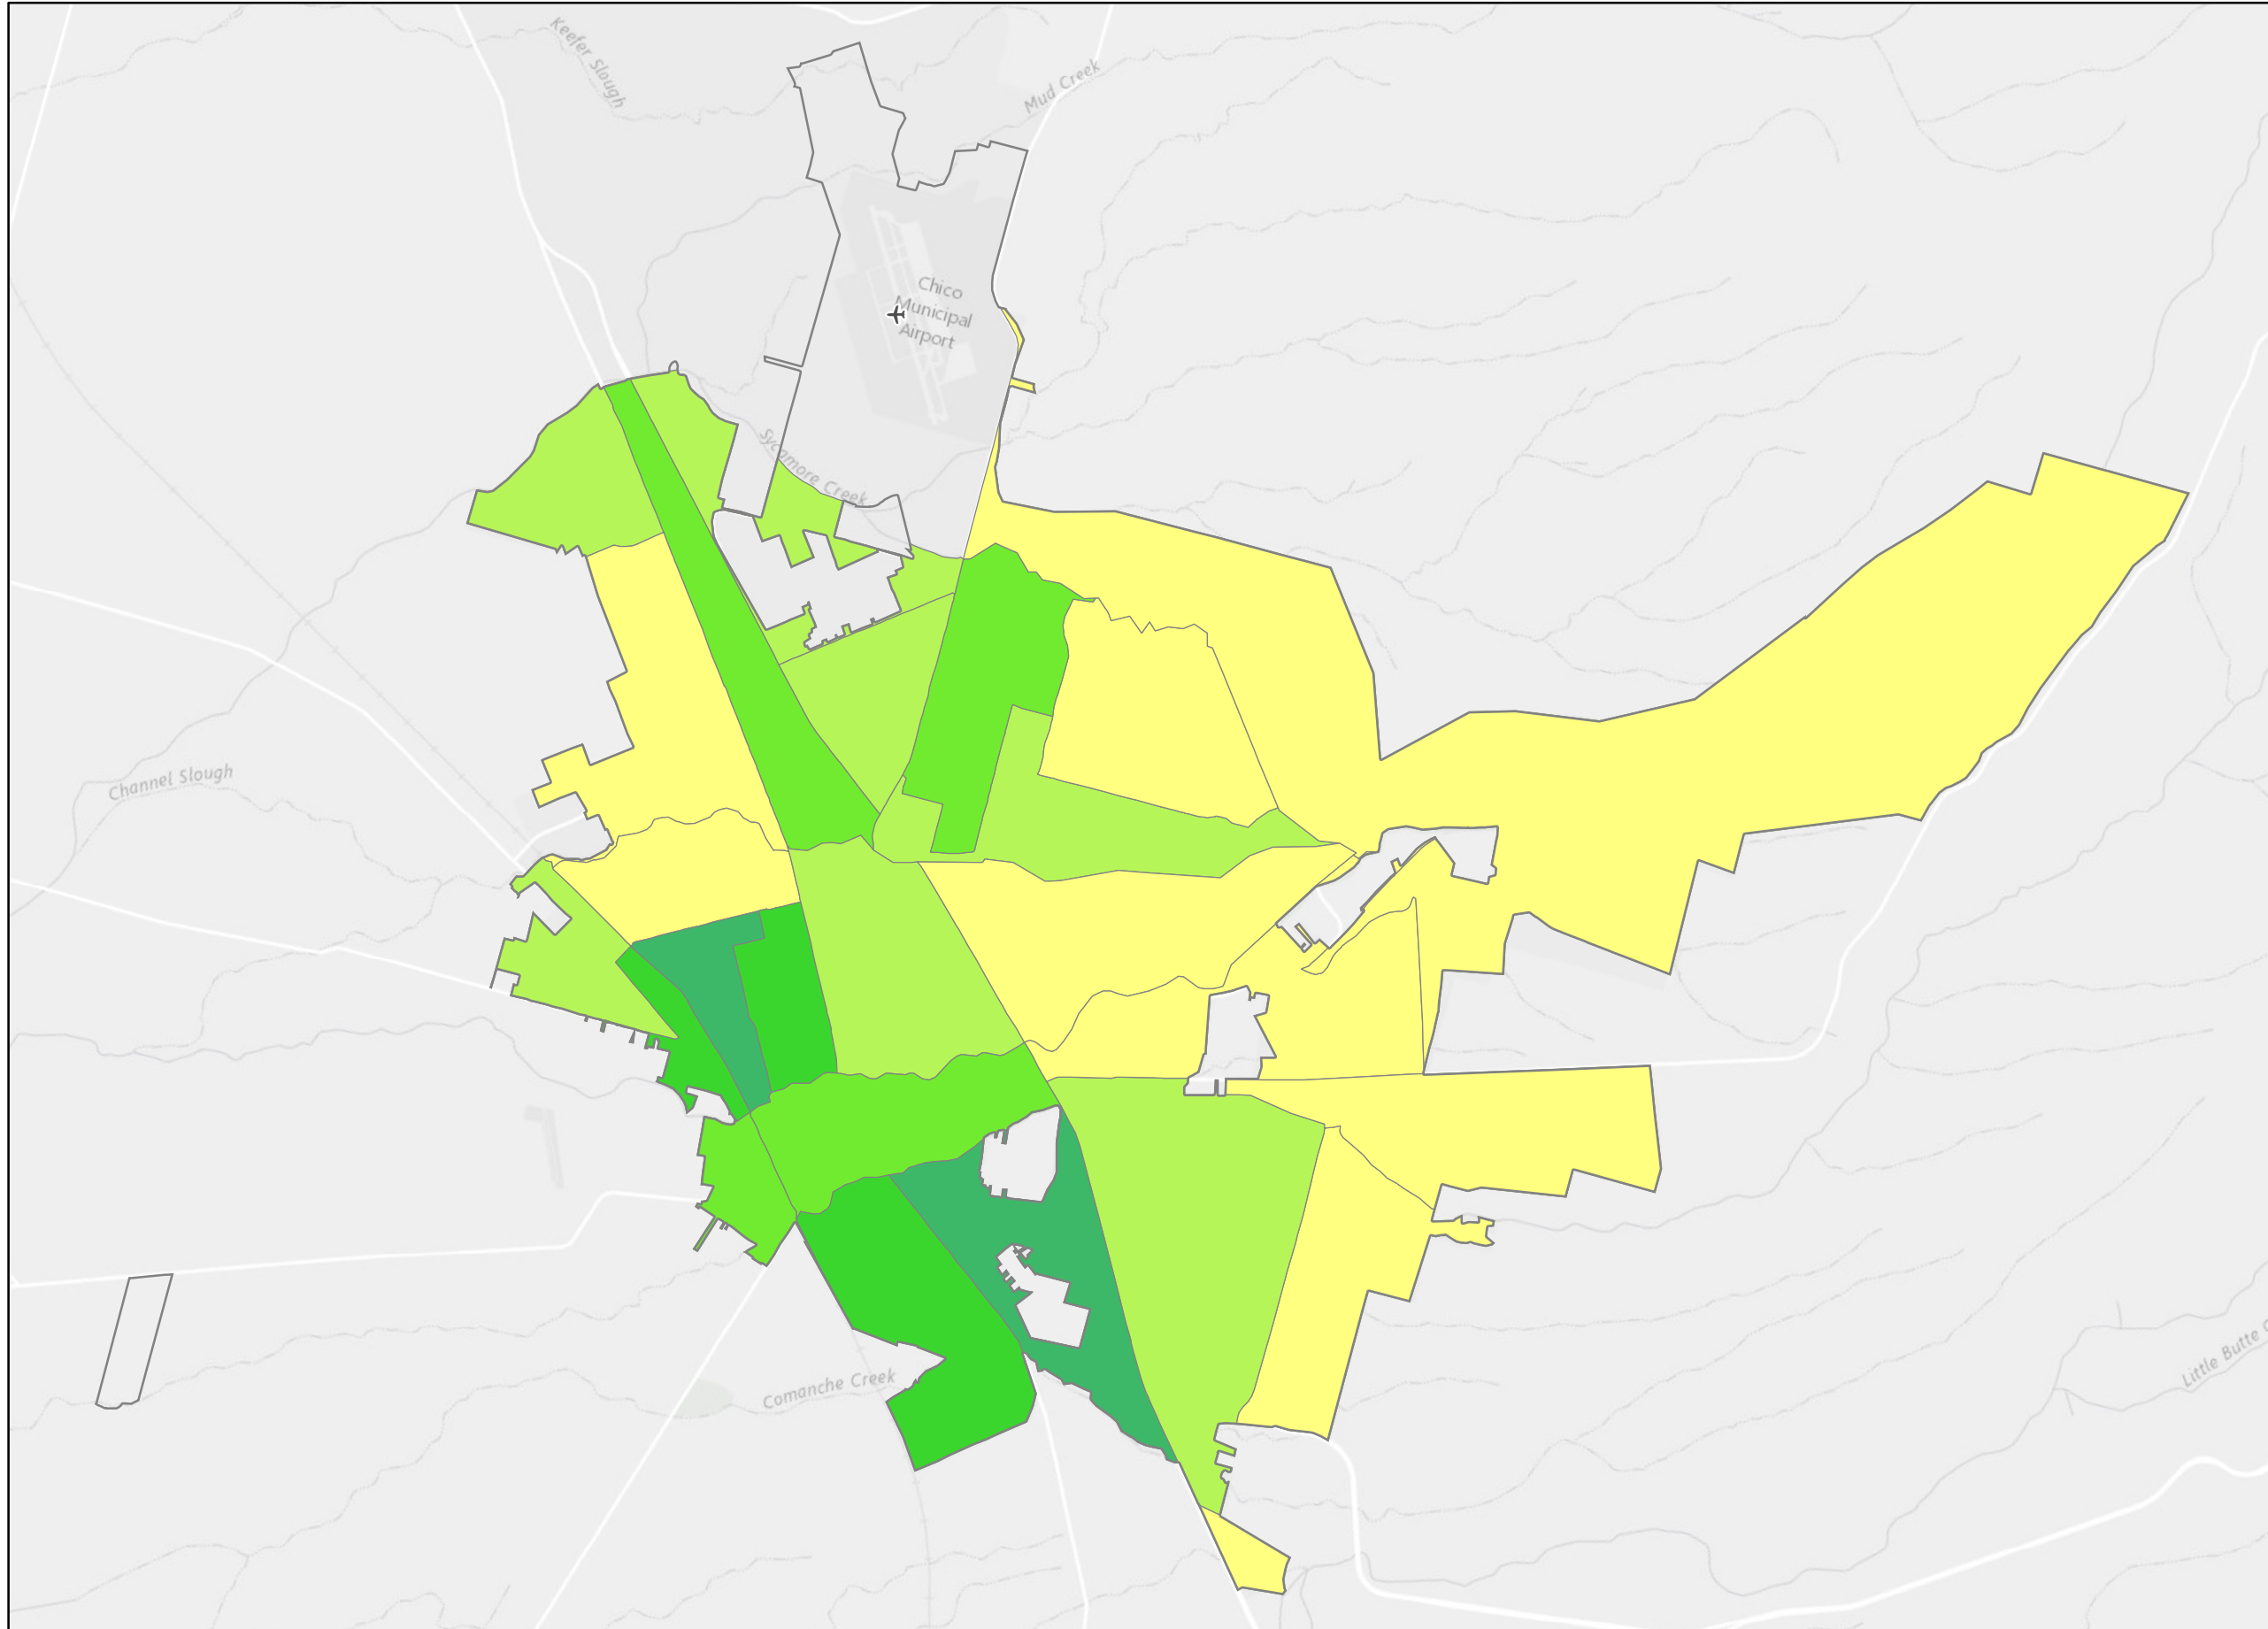 Keefer Slough
Mud Creek
Chico
Municipal
Airport
Sycamore Creek
Channel Slough
Comanche Creek
Little Butte